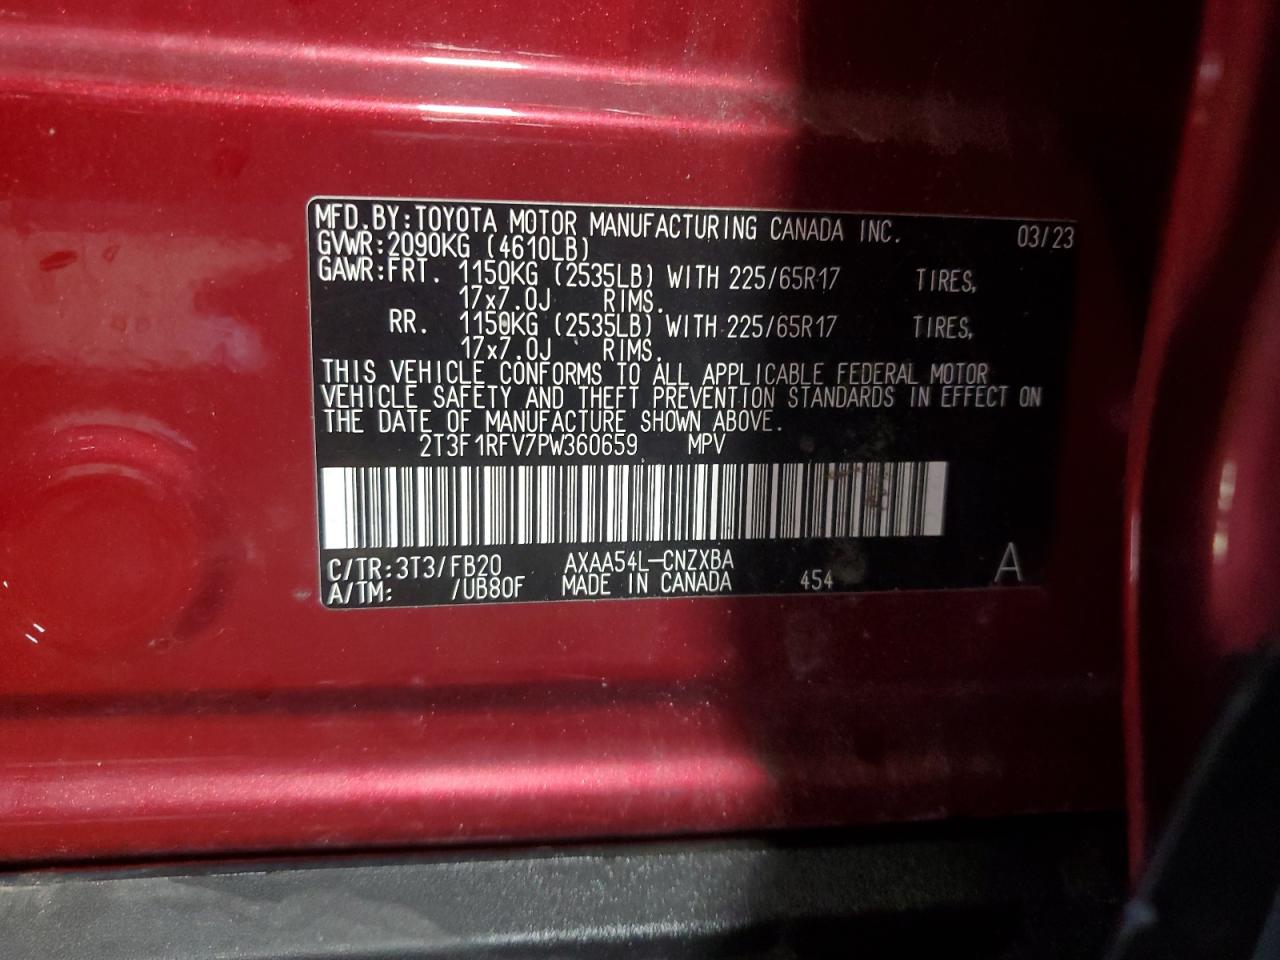 MFD.BY:TOYOTA MOTOR MANUFACTURING CANADA INC. 03/23
GVWR:2090KG (4610LB)
GAWR:FRT. 1150KG (2535LB) WITH 225/65R17 TIRES,
17x7.0J RIMS.
RR. 1150KG (2535LB) WITH 225/65R17 TIRES,
17x7.0J RIMS.
THIS VEHICLE CONFORMS TO ALL APPLICABLE FEDERAL MOTOR
VEHICLE SAFETY AND THEFT PREVENTION STANDARDS IN EFFECT ON
THE DATE OF MANUFACTURE SHOWN ABOVE.
2T3F1RFV7PW360659 MPV
C/TR:3T3/FB20 AXAA54L-CNZXBA
A/TM: /UB80F MADE IN CANADA 454 A